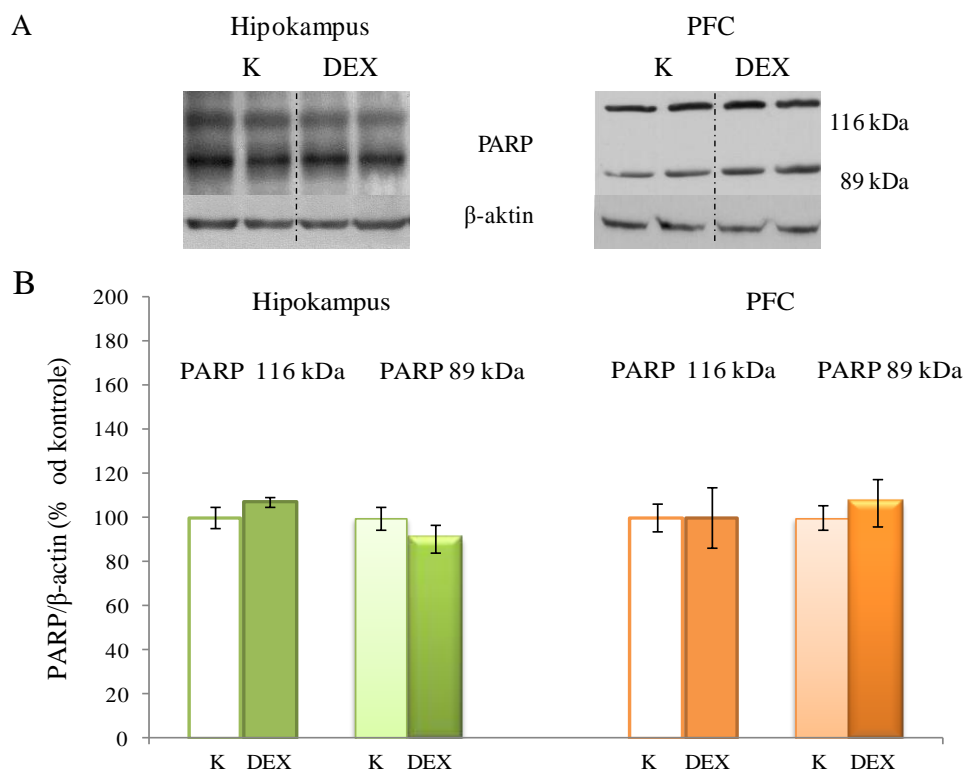 A
Hipokampus
PFC
K DEX
K DEX
PARP
116 kDa
89 kDa
β-aktin
B
Hipokampus
PFC
PARP 116 kDa
PARP 89 kDa
PARP 116 kDa
PARP 89 kDa
PARP/β-actin (% od kontrole)
200
180
160
140
120
100
80
60
40
20
0
K DEX
K DEX
K DEX
K DEX